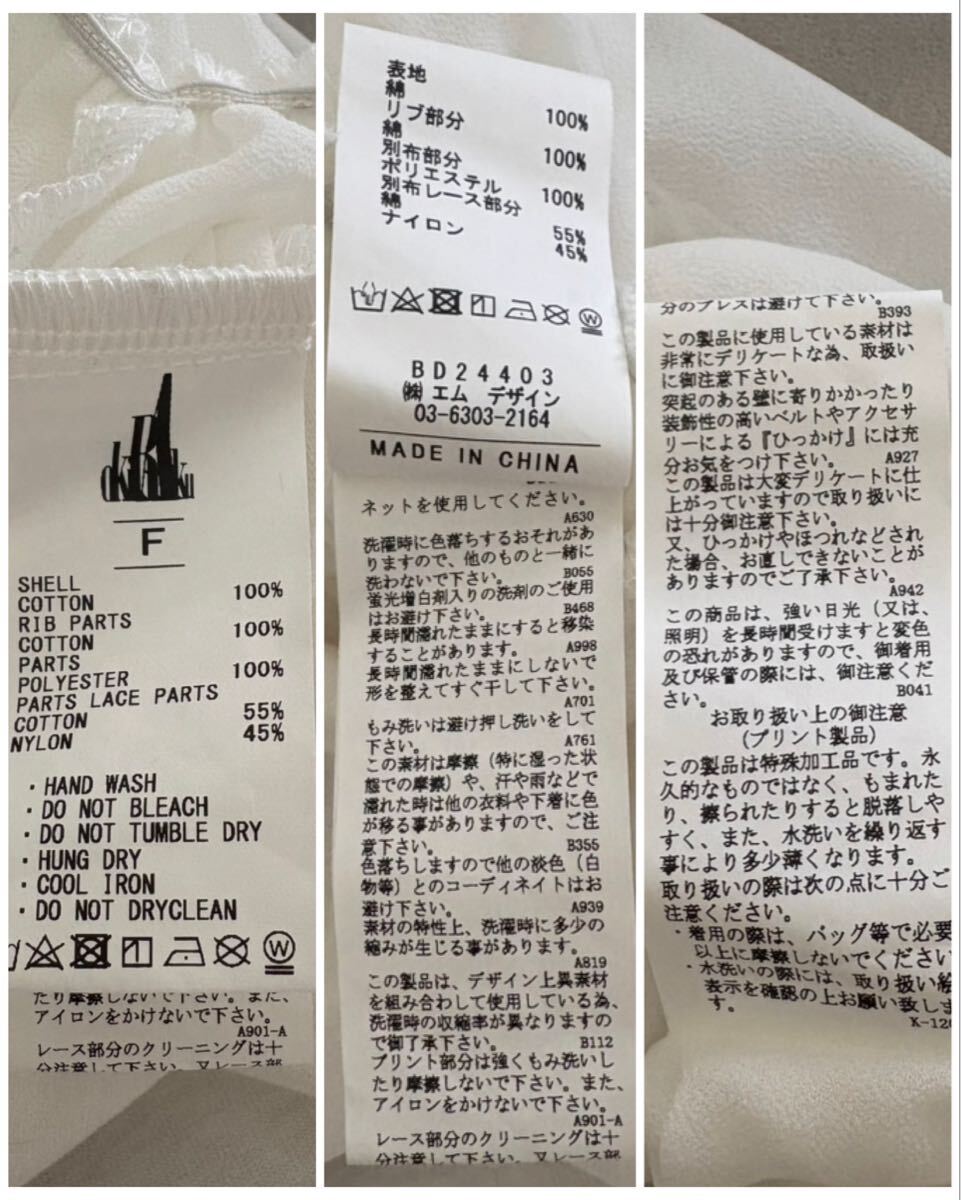 F
SHELL
COTTON 100%
RIB PARTS
COTTON 100%
PARTS
POLYESTER 100%
PARTS LACE PARTS
COTTON 55%
NYLON 45%
・HAND WASH
・DO NOT BLEACH
・DO NOT TUMBLE DRY
・HUNG DRY
・COOL IRON
・DO NOT DRYCLEAN
W
たり摩擦しないで下さい。また、
アイロンをかけないで下さい。
A901-A
レース部分のクリーニングは十
分注意して下さい。又レース部
表地
綿 100%
リブ部分
綿 100%
別布部分
ポリエステル 100%
別布レース部分
綿 55%
ナイロン 45%
W
BD24403
㈱エム デザイン
03-6303-2164
MADE IN CHINA
ネットを使用してください。
A630
洗濯時に色落ちするおそれがあ
りますので、他のものと一緒に
洗わないで下さい。
B055
蛍光増白剤入りの洗剤のご使用
はお避け下さい。
B468
長時間濡れたままにすると移染
することがあります。
A998
長時間濡れたままにしないで
形を整えてすぐ干して下さい。
A701
もみ洗いは避け押し洗いをして
下さい。
A761
この素材は摩擦（特に湿った状
態での摩擦）や、汗や雨などで
濡れた時は他の衣料や下着に色
が移る事がありますので、ご注
意下さい。
B355
色落ちしますので他の淡色（白
物等）とのコーディネイトはお
避け下さい。
A939
素材の特性上、洗濯時に多少の
縮みが生じる事があります。
A819
この製品は、デザイン上異素材
を組み合わして使用している為、
洗濯時の収縮率が異なりますの
で御了承下さい。
B112
プリント部分は強くもみ洗いし
たり摩擦しないで下さい。また、
アイロンをかけないで下さい。
A901-A
レース部分のクリーニングは十
分注意して下さい。又レース部
分のプレスは避けて下さい。
B393
この製品に使用している素材は
非常にデリケートな為、取扱い
に御注意下さい。
突起のある壁に寄りかかったり
装飾性の高いベルトやアクセサ
リーによる『ひっかけ』には充
分お気をつけ下さい。
A927
この製品は大変デリケートに仕
上がっていますので取り扱いに
は十分御注意下さい。
又、ひっかけやほつれなどされ
た場合、お直しできないことが
ありますのでご了承下さい。
A942
この商品は、強い日光（又は、
照明）を長時間受けますと変色
の恐れがありますので、御着用
及び保管の際には、御注意くだ
さい。
B041
お取り扱い上の御注意
(プリント製品)
この製品は特殊加工品です。永
久的なものではなく、もまれた
り、擦られたりすると脱落しや
すく、また、水洗いを繰り返す
事により多少薄くなります。
取り扱いの際は次の点に十分ご
注意ください。
・着用の際は、バッグ等で必要
以上に摩擦しないでください
・水洗いの際には、取り扱い絵
表示を確認の上お願い致しま
す。